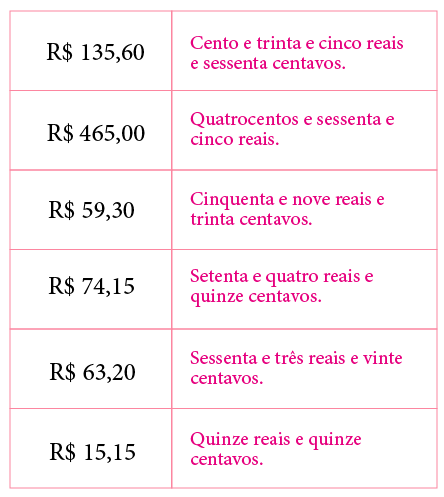 R$ 135,60
Cento e trinta e cinco reais
e sessenta centavos.
R$ 465,00
Quatrocentos e sessenta e
cinco reais.
R$ 59,30
Cinquenta e nove reais e
trinta centavos.
R$ 74,15
Setenta e quatro reais e
quinze centavos.
R$ 63,20
Sessenta e três reais e vinte
centavos.
R$ 15,15
Quinze reais e quinze
centavos.